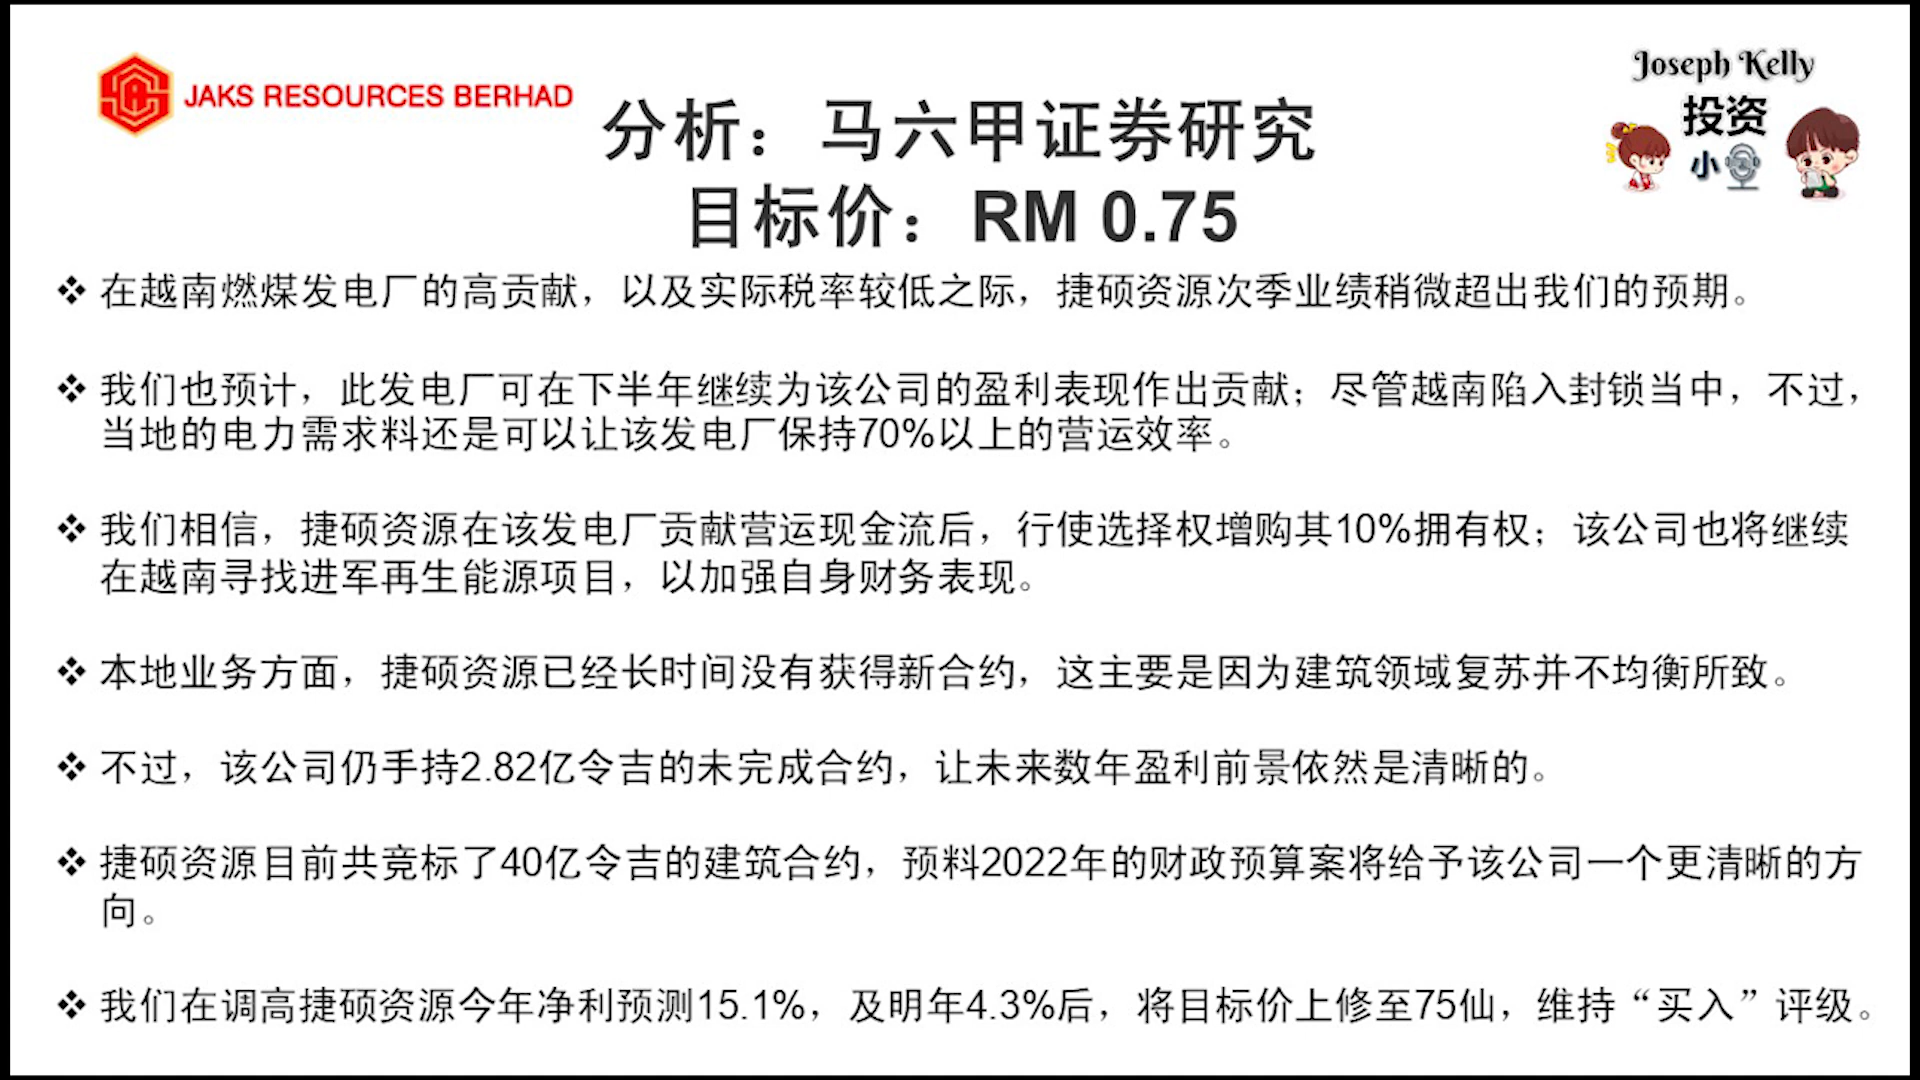 JAKS RESOURCES BERHAD
Joseph Kelly
投资
小
分析：马六甲证券研究
目标价：RM 0.75
❖ 在越南燃煤发电厂的高贡献，以及实际税率较低之际，捷硕资源次季业绩稍微超出我们的预期。
❖ 我们也预计，此发电厂可在下半年继续为该公司的盈利表现作出贡献；尽管越南陷入封锁当中，不过，
当地的电力需求料还是可以让该发电厂保持70%以上的营运效率。
❖ 我们相信，捷硕资源在该发电厂贡献营运现金流后，行使选择权增购其10%拥有权；该公司也将继续
在越南寻找进军再生能源项目，以加强自身财务表现。
❖ 本地业务方面，捷硕资源已经长时间没有获得新合约，这主要是因为建筑领域复苏并不均衡所致。
❖ 不过，该公司仍手持2.82亿令吉的未完成合约，让未来数年盈利前景依然是清晰的。
❖ 捷硕资源目前共竞标了40亿令吉的建筑合约，预料2022年的财政预算案将给予该公司一个更清晰的方
向。
❖ 我们在调高捷硕资源今年净利预测15.1%，及明年4.3%后，将目标价上修至75仙，维持“买入”评级。